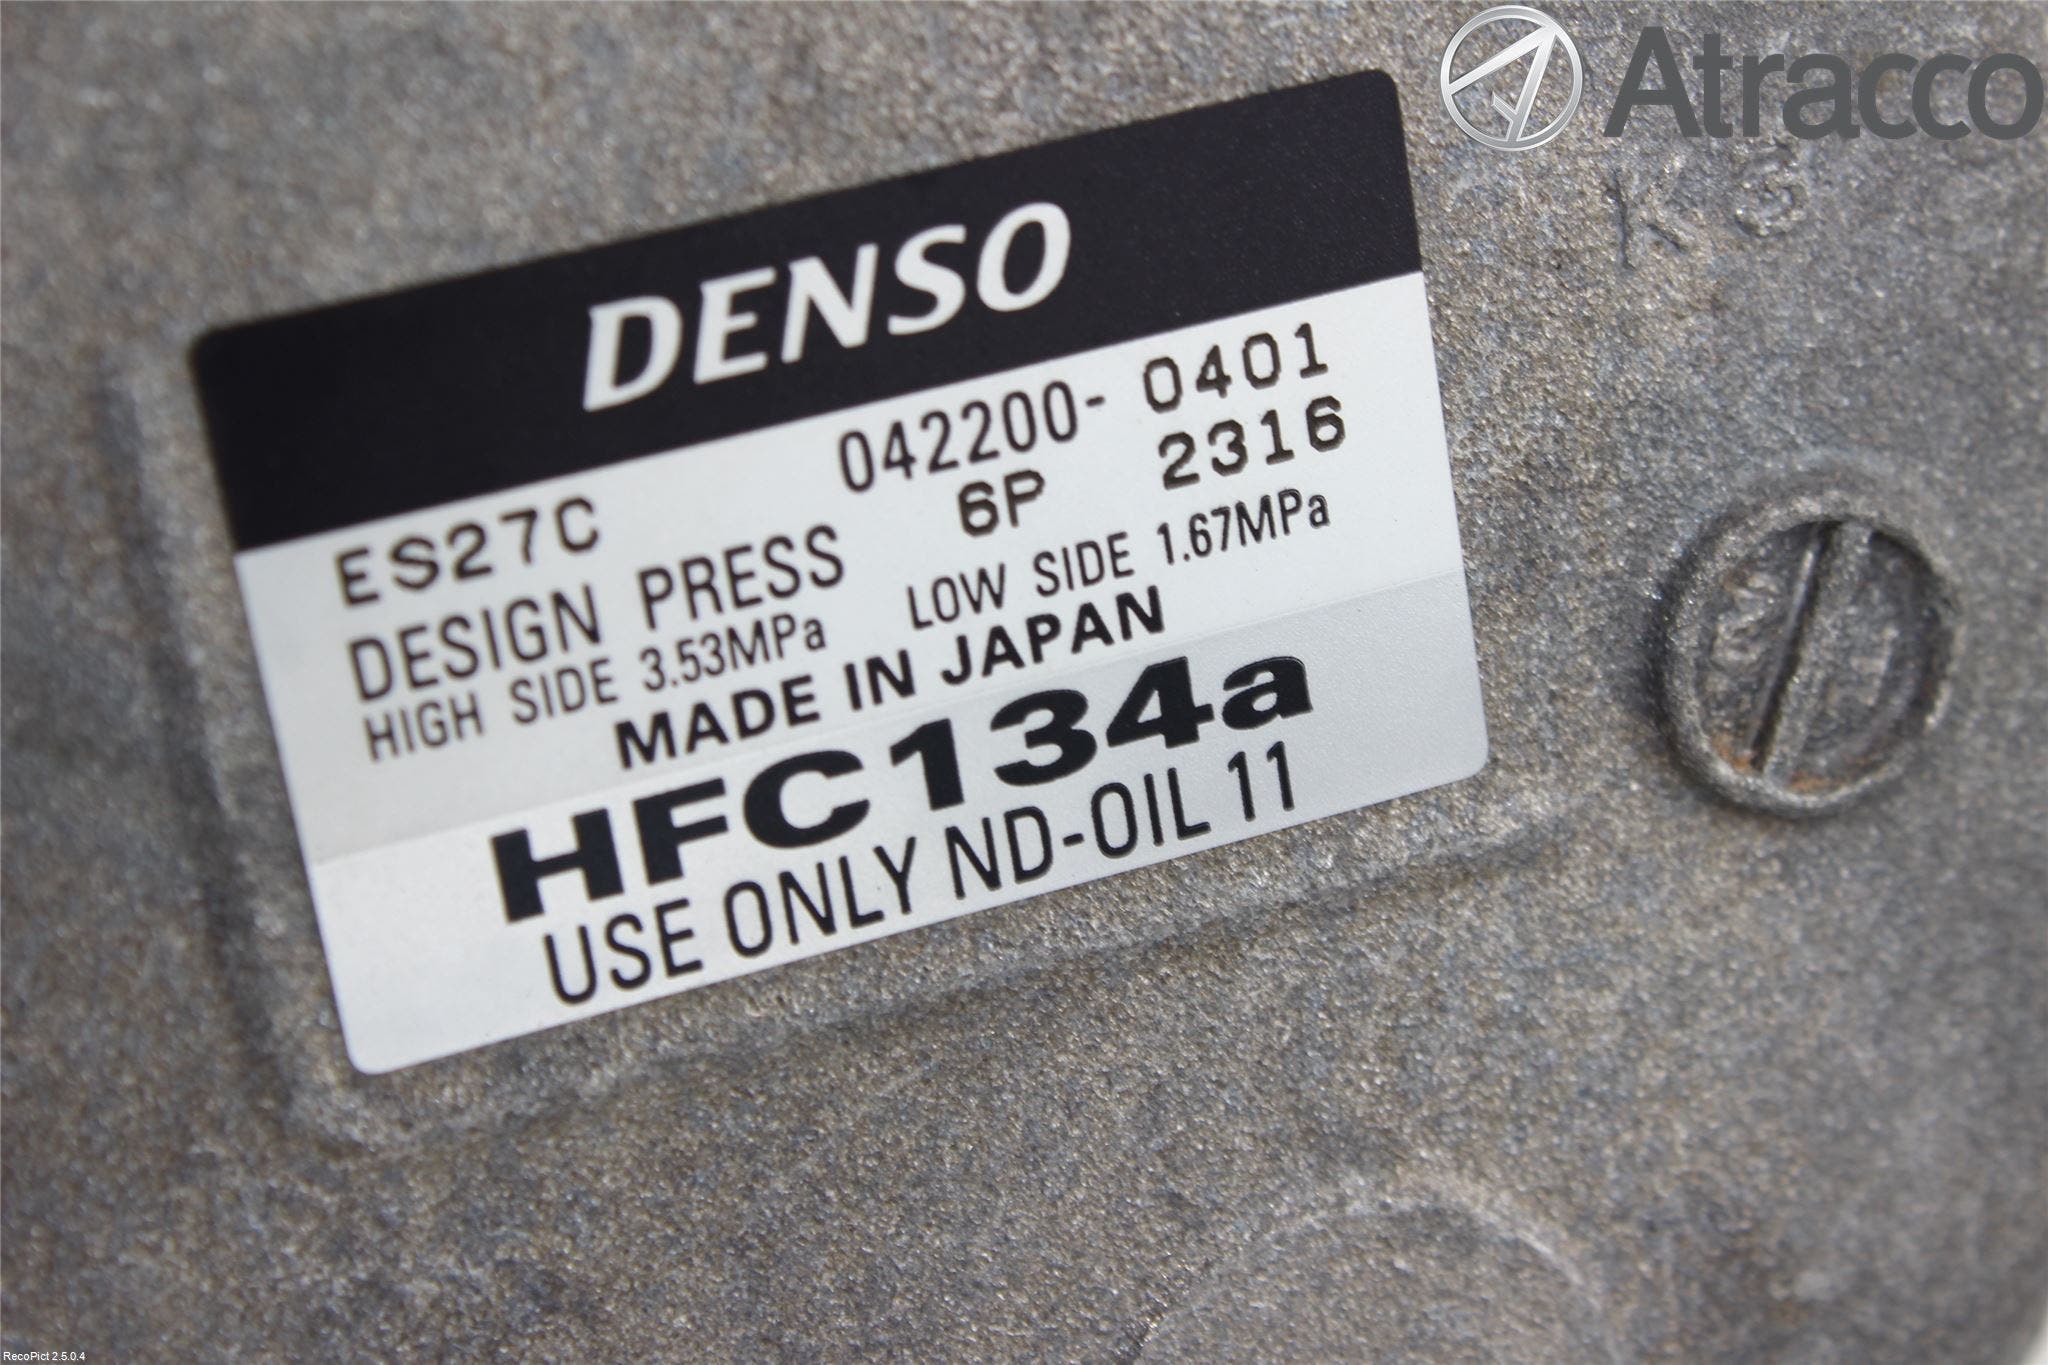 Atracco
K 3
DENSO
042200- 0401
ES27C 6P 2316
DESIGN PRESS
HIGH SIDE 3.53MPa LOW SIDE 1.67MPa
MADE IN JAPAN
HFC134a
USE ONLY ND-OIL 11
RecoPict 2.5.0.4